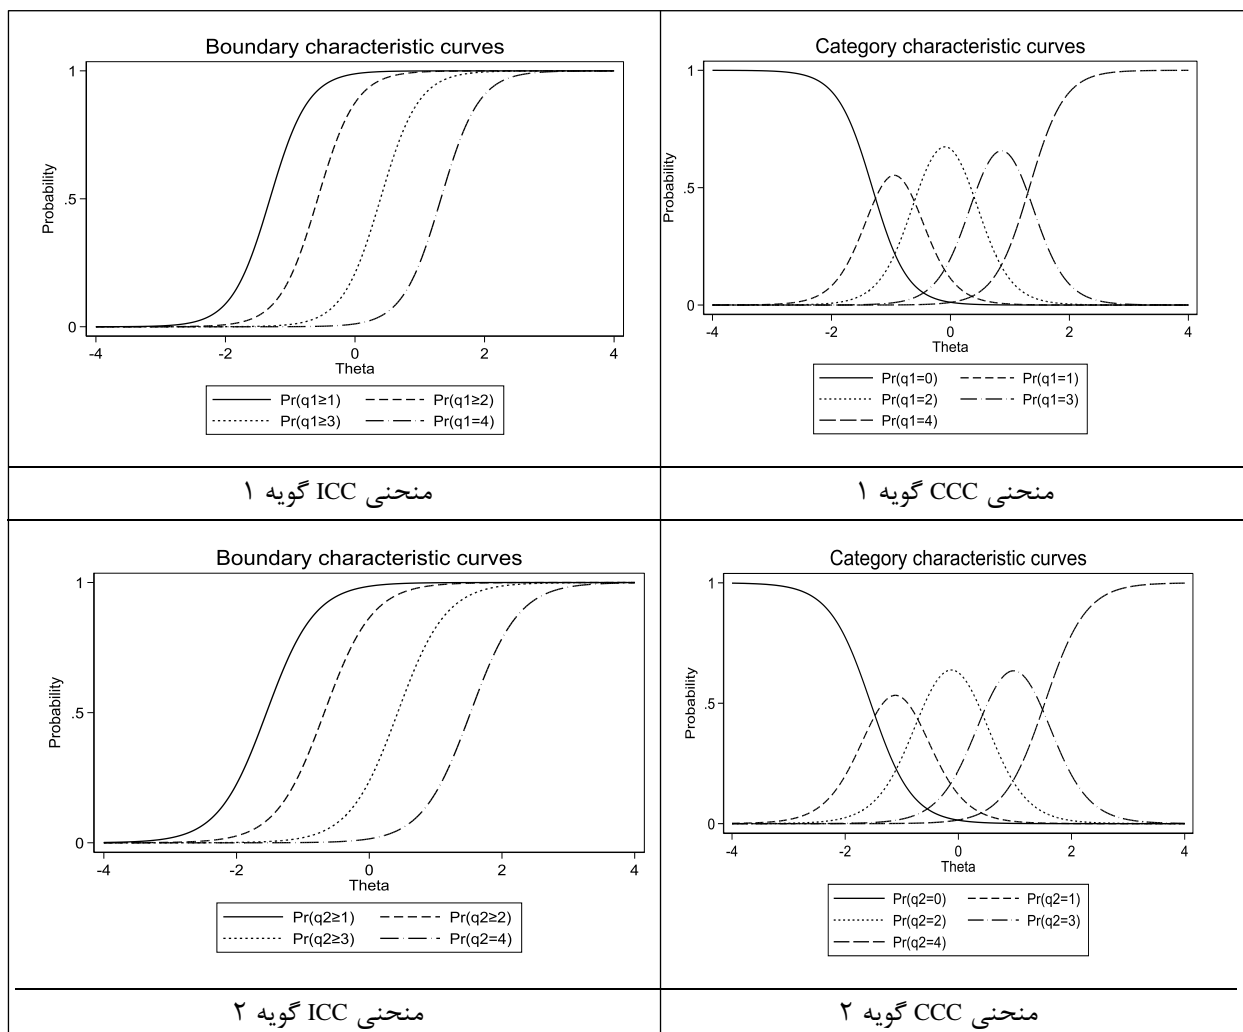 Boundary characteristic curves
Probability
1
.5
0
-4 -2 0 2 4
Theta
Pr(q1≥1) Pr(q1≥2)
Pr(q1≥3) Pr(q1=4)
Category characteristic curves
Probability
1
.5
0
-4 -2 0 2 4
Theta
Pr(q1=0) Pr(q1=1)
Pr(q1=2) Pr(q1=3)
Pr(q1=4)
منحنی ICC گویه ۱
منحنی CCC گویه ۱
Boundary characteristic curves
Probability
1
.5
0
-4 -2 0 2 4
Theta
Pr(q2≥1) Pr(q2≥2)
Pr(q2≥3) Pr(q2=4)
Category characteristic curves
Probability
1
.5
0
-4 -2 0 2 4
Theta
Pr(q2=0) Pr(q2=1)
Pr(q2=2) Pr(q2=3)
Pr(q2=4)
منحنی ICC گویه ۲
منحنی CCC گویه ۲